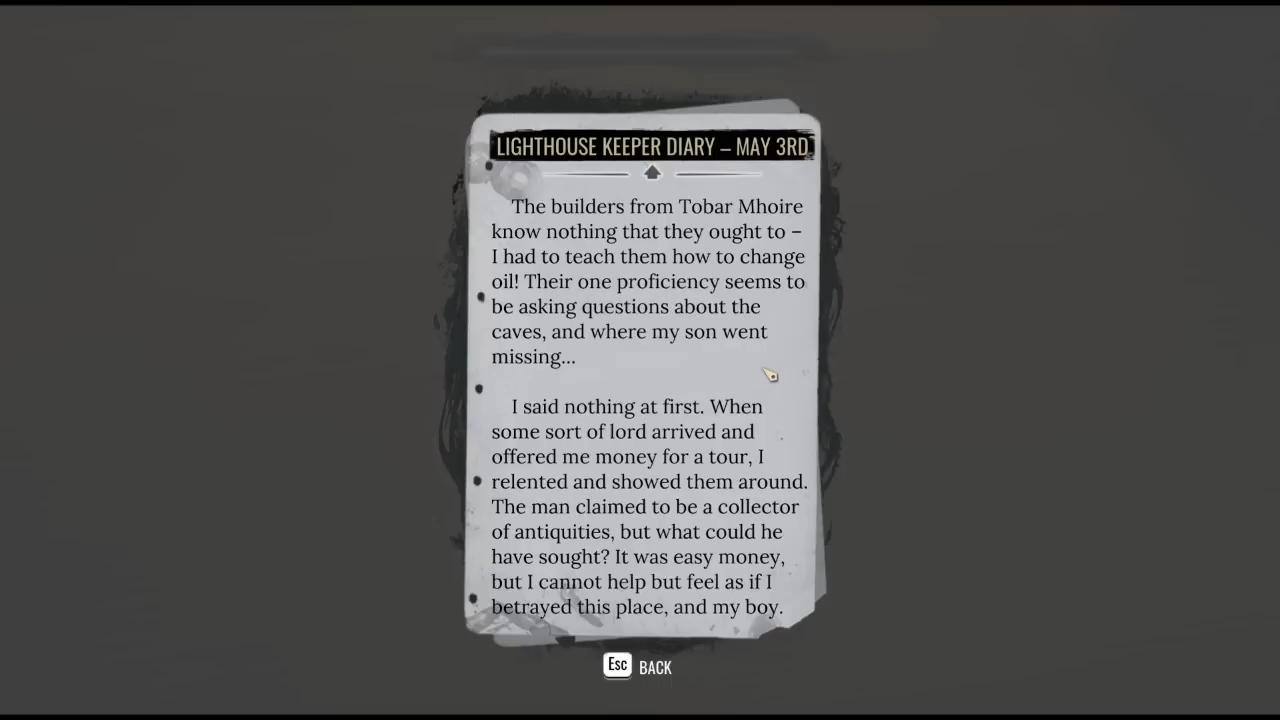 LIGHTHOUSE KEEPER DIARY – MAY 3RD
The builders from Tobar Mhoire
know nothing that they ought to –
I had to teach them how to change
oil! Their one proficiency seems to
be asking questions about the
caves, and where my son went
missing...
I said nothing at first. When
some sort of lord arrived and
offered me money for a tour, I
relented and showed them around.
The man claimed to be a collector
of antiquities, but what could he
have sought? It was easy money,
but I cannot help but feel as if I
betrayed this place, and my boy.
Esc BACK